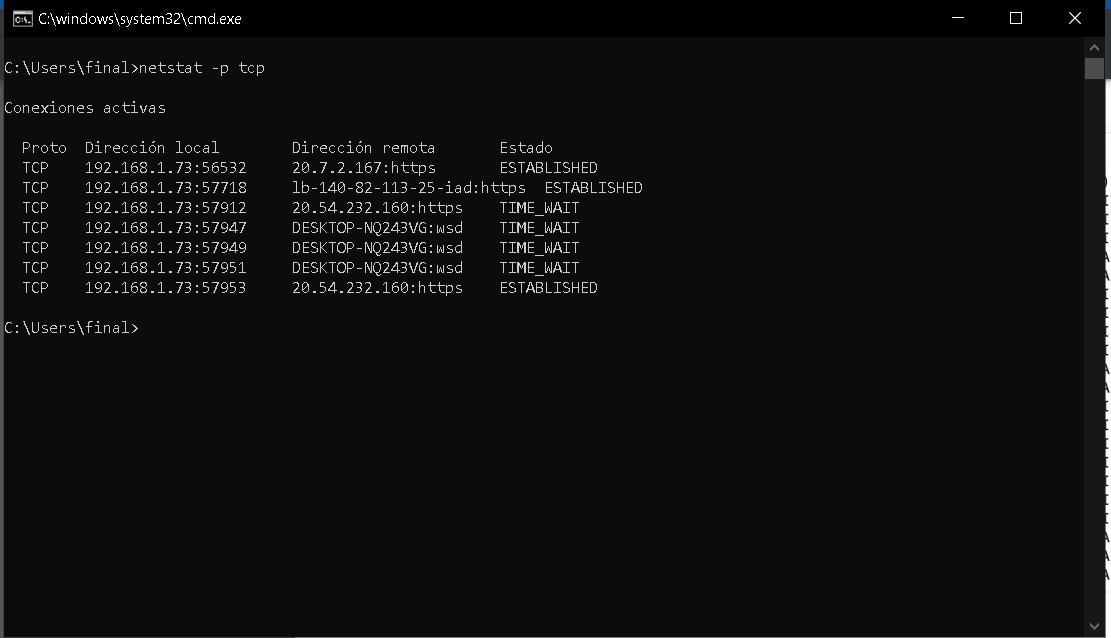 C:\windows\system32\cmd.exe
C:\Users\final>netstat -p tcp
Conexiones activas
Proto Dirección local Dirección remota Estado
TCP 192.168.1.73:56532 20.7.2.167:https ESTABLISHED
TCP 192.168.1.73:57718 lb-140-82-113-25-iad:https ESTABLISHED
TCP 192.168.1.73:57912 20.54.232.160:https TIME_WAIT
TCP 192.168.1.73:57947 DESKTOP-NQ243VG:wsd TIME_WAIT
TCP 192.168.1.73:57949 DESKTOP-NQ243VG:wsd TIME_WAIT
TCP 192.168.1.73:57951 DESKTOP-NQ243VG:wsd TIME_WAIT
TCP 192.168.1.73:57953 20.54.232.160:https ESTABLISHED
C:\Users\final>